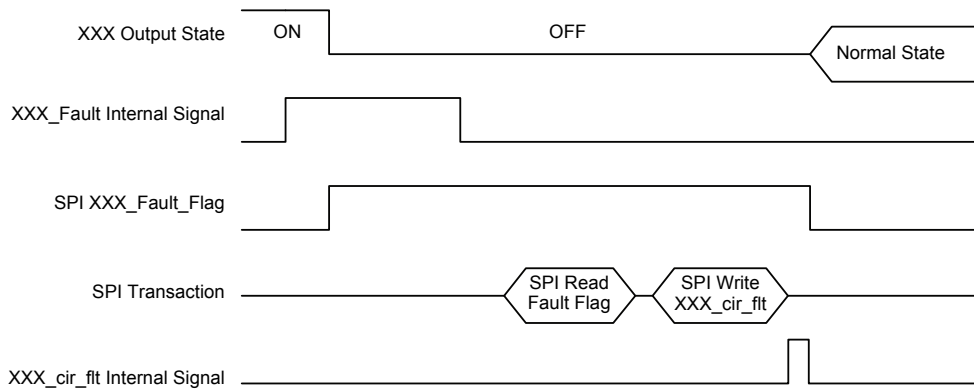 XXX Output State
ON
OFF
Normal State
XXX_Fault Internal Signal
SPI XXX_Fault_Flag
SPI Transaction
SPI Read
Fault Flag
SPI Write
XXX_cir_flt
XXX_cir_flt Internal Signal